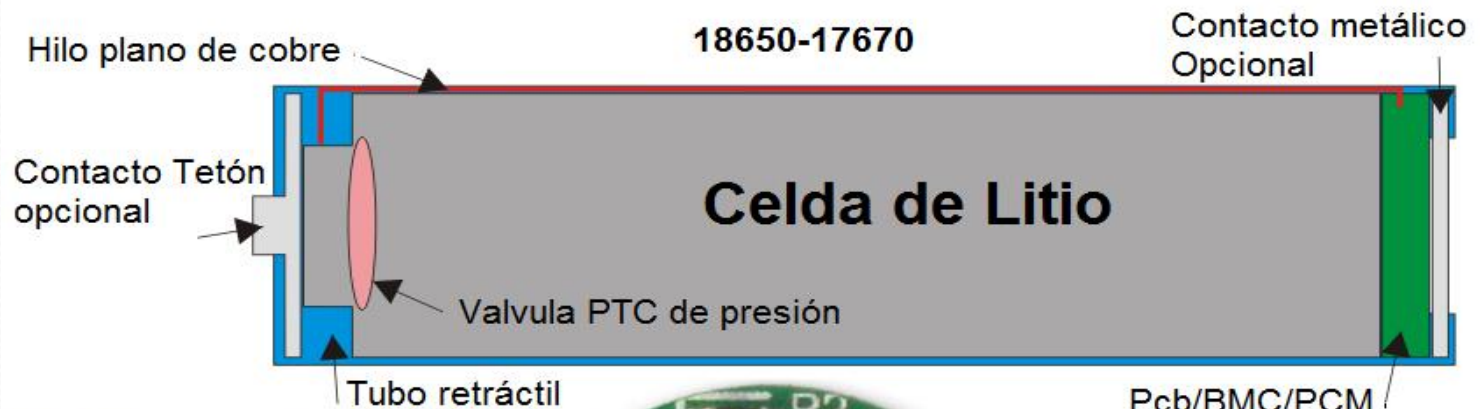 18650-17670
Contacto metálico
Opcional
Hilo plano de cobre
Contacto Tetón
opcional
Celda de Litio
Valvula PTC de presión
Tubo retráctil
Pcb/BMC/PCM
R2